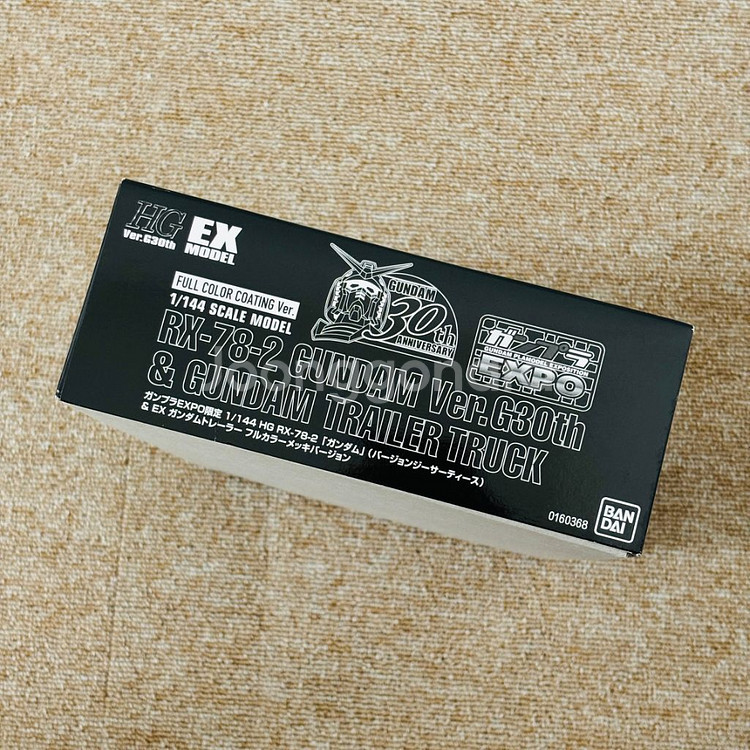 HG
Ver.G30th
EX
MODEL
GUNDAM
30th
ANNIVERSARY
ガンプラ
GUNDAM PLAMODEL EXPOSITION
EXPO
FULL COLOR COATING Ver.
1/144 SCALE MODEL
RX-78-2 GUNDAM Ver.G30th
& GUNDAM TRAILER TRUCK
ガンプラEXPO限定 1/144 HG RX-78-2「ガンダム」(バージョンジーサーティース)
& EX ガンダムトレーラー フルカラーメッキバージョン
0160368
BAN
DAI
Joonggona